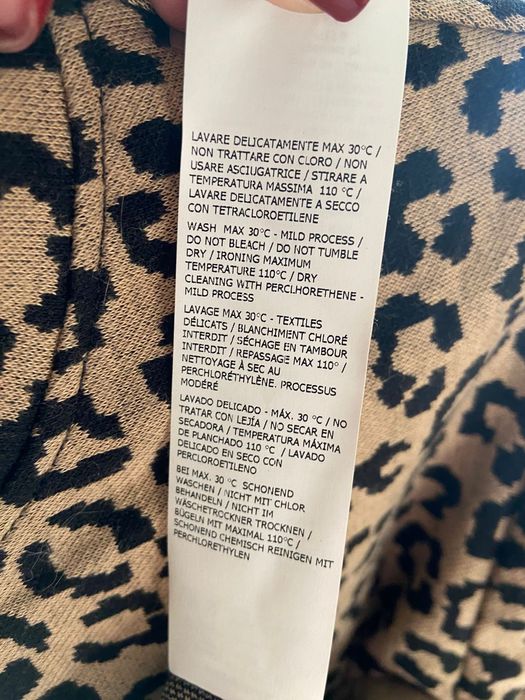 LAVARE DELICATAMENTE MAX 30°C /
NON TRATTARE CON CLORO / NON
USARE ASCIUGATRICE / STIRARE A
TEMPERATURA MASSIMA 110 °C /
LAVARE DELICATAMENTE A SECCO
CON TETRACLOROETILENE
WASH MAX 30°C - MILD PROCESS /
DO NOT BLEACH / DO NOT TUMBLE
DRY / IRONING MAXIMUM
TEMPERATURE 110°C / DRY
CLEANING WITH PERCLHORETHENE -
MILD PROCESS
LAVAGE MAX 30°C - TEXTILES
DÉLICATS / BLANCHIMENT CHLORÉ
INTERDIT / SÉCHAGE EN TAMBOUR
INTERDIT / REPASSAGE MAX 110° /
NETTOYAGE À SEC AU
PERCHLORÉTHYLÈNE. PROCESSUS
MODÉRÉ
LAVADO DELICADO - MÁX. 30 °C / NO
TRATAR CON LEJÍA / NO SECAR EN
SECADORA / TEMPERATURA MÁXIMA
DE PLANCHADO 110 °C / LAVADO
DELICADO EN SECO CON
PERCLOROETILENO
BEI MAX. 30 °C SCHONEND
WASCHEN / NICHT MIT CHLOR
BEHANDELN / NICHT IM
WÄSCHETROCKNER TROCKNEN /
BÜGELN MIT MAXIMAL 110°C /
SCHONEND CHEMISCH REINIGEN MIT
PERCHLORETHYLEN